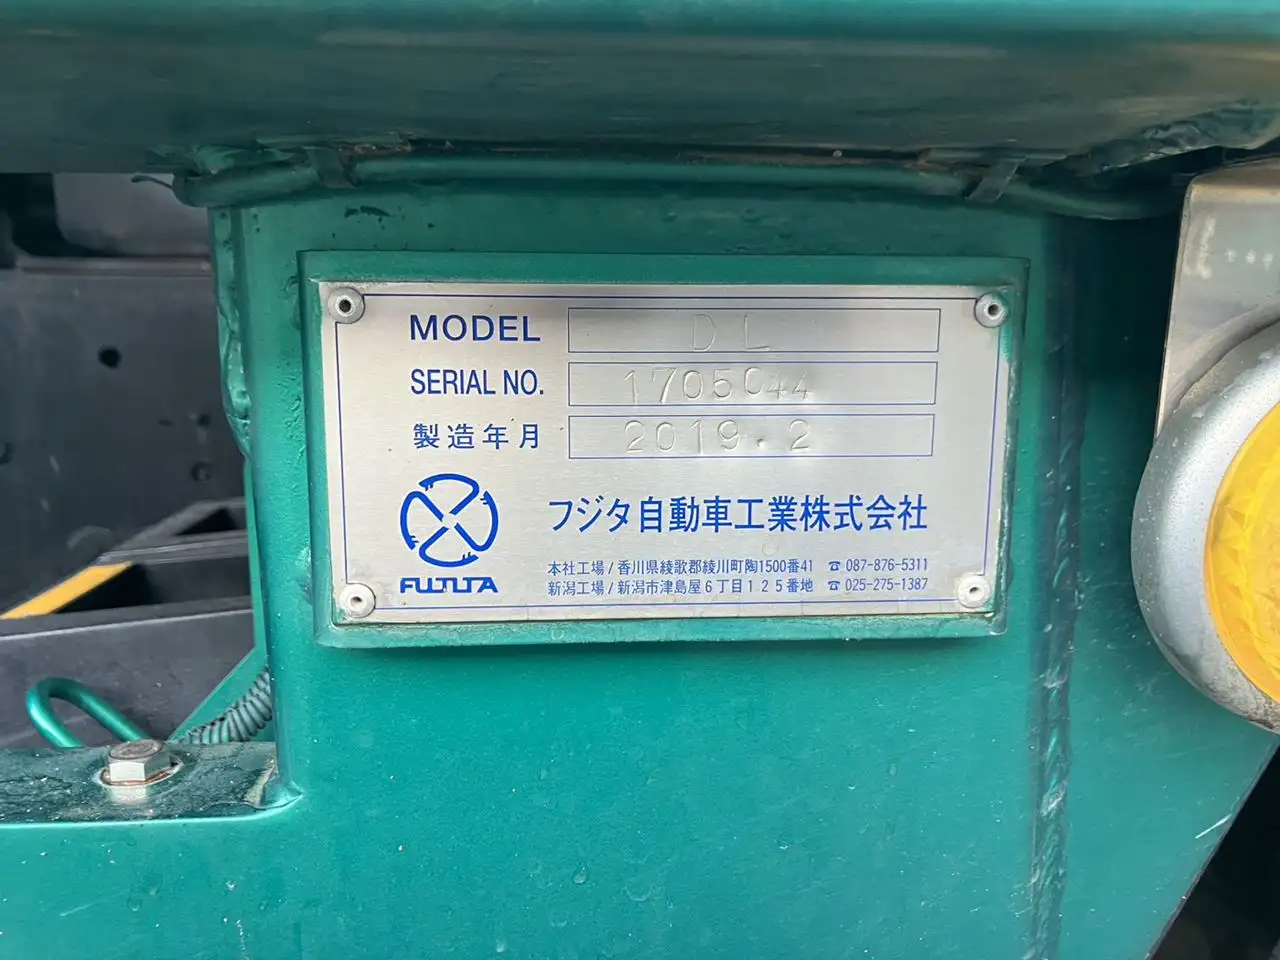 MODEL DL
SERIAL NO. 1705C44
製造年月 2019.2
フジタ自動車工業株式会社
FUJITA
本社工場/香川県綾歌郡綾川町陶1500番41 ☎ 087-876-5311
新潟工場/新潟市津島屋6丁目125番地 ☎ 025-275-1387